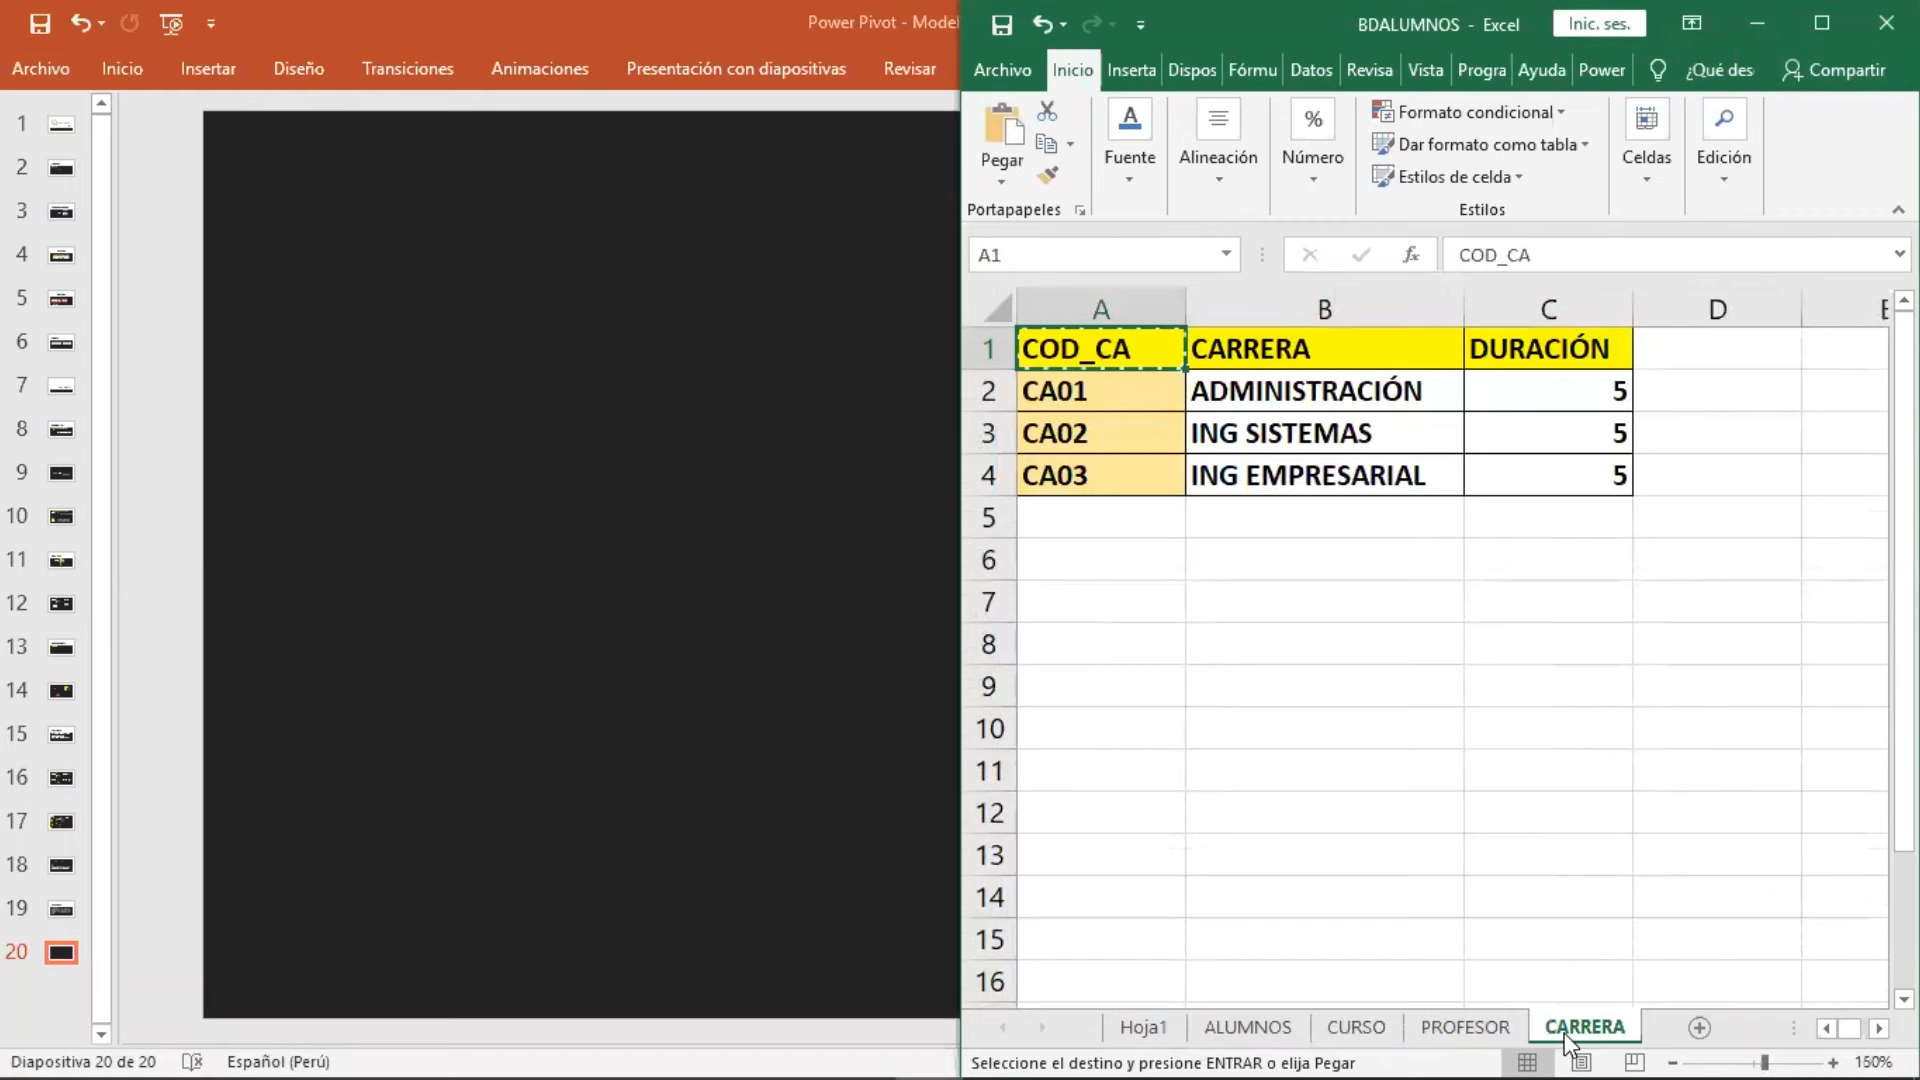 Power Pivot - Model
Archivo Inicio Insertar Diseño Transiciones Animaciones Presentación con diapositivas Revisar
1
2
3
4
5
6
7
8
9
10
11
12
13
14
15
16
17
18
19
20
Diapositiva 20 de 20 Español (Perú)
BDALUMNOS - Excel Inic. ses.
Archivo Inicio Inserta Dispos Fórmu Datos Revisa Vista Progra Ayuda Power ¿Qué des Compartir
Pegar
Portapapeles
Fuente
Alineación
%
Número
Formato condicional
Dar formato como tabla
Estilos de celda
Estilos
Celdas
Edición
A1 fx COD_CA
A B C D E
1 COD_CA CARRERA DURACIÓN
2 CA01 ADMINISTRACIÓN 5
3 CA02 ING SISTEMAS 5
4 CA03 ING EMPRESARIAL 5
5
6
7
8
9
10
11
12
13
14
15
16
Hoja1 ALUMNOS CURSO PROFESOR CARRERA
Seleccione el destino y presione ENTRAR o elija Pegar 150%